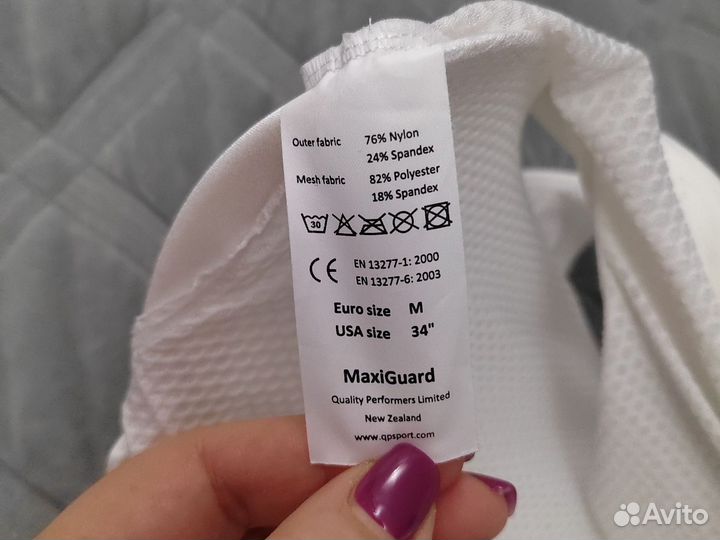 Outer fabric 76% Nylon
24% Spandex
Mesh fabric 82% Polyester
18% Spandex
30
CE EN 13277-1: 2000
EN 13277-6: 2003
Euro size M
USA size 34"
MaxiGuard
Quality Performers Limited
New Zealand
www.qpsport.com
Avito